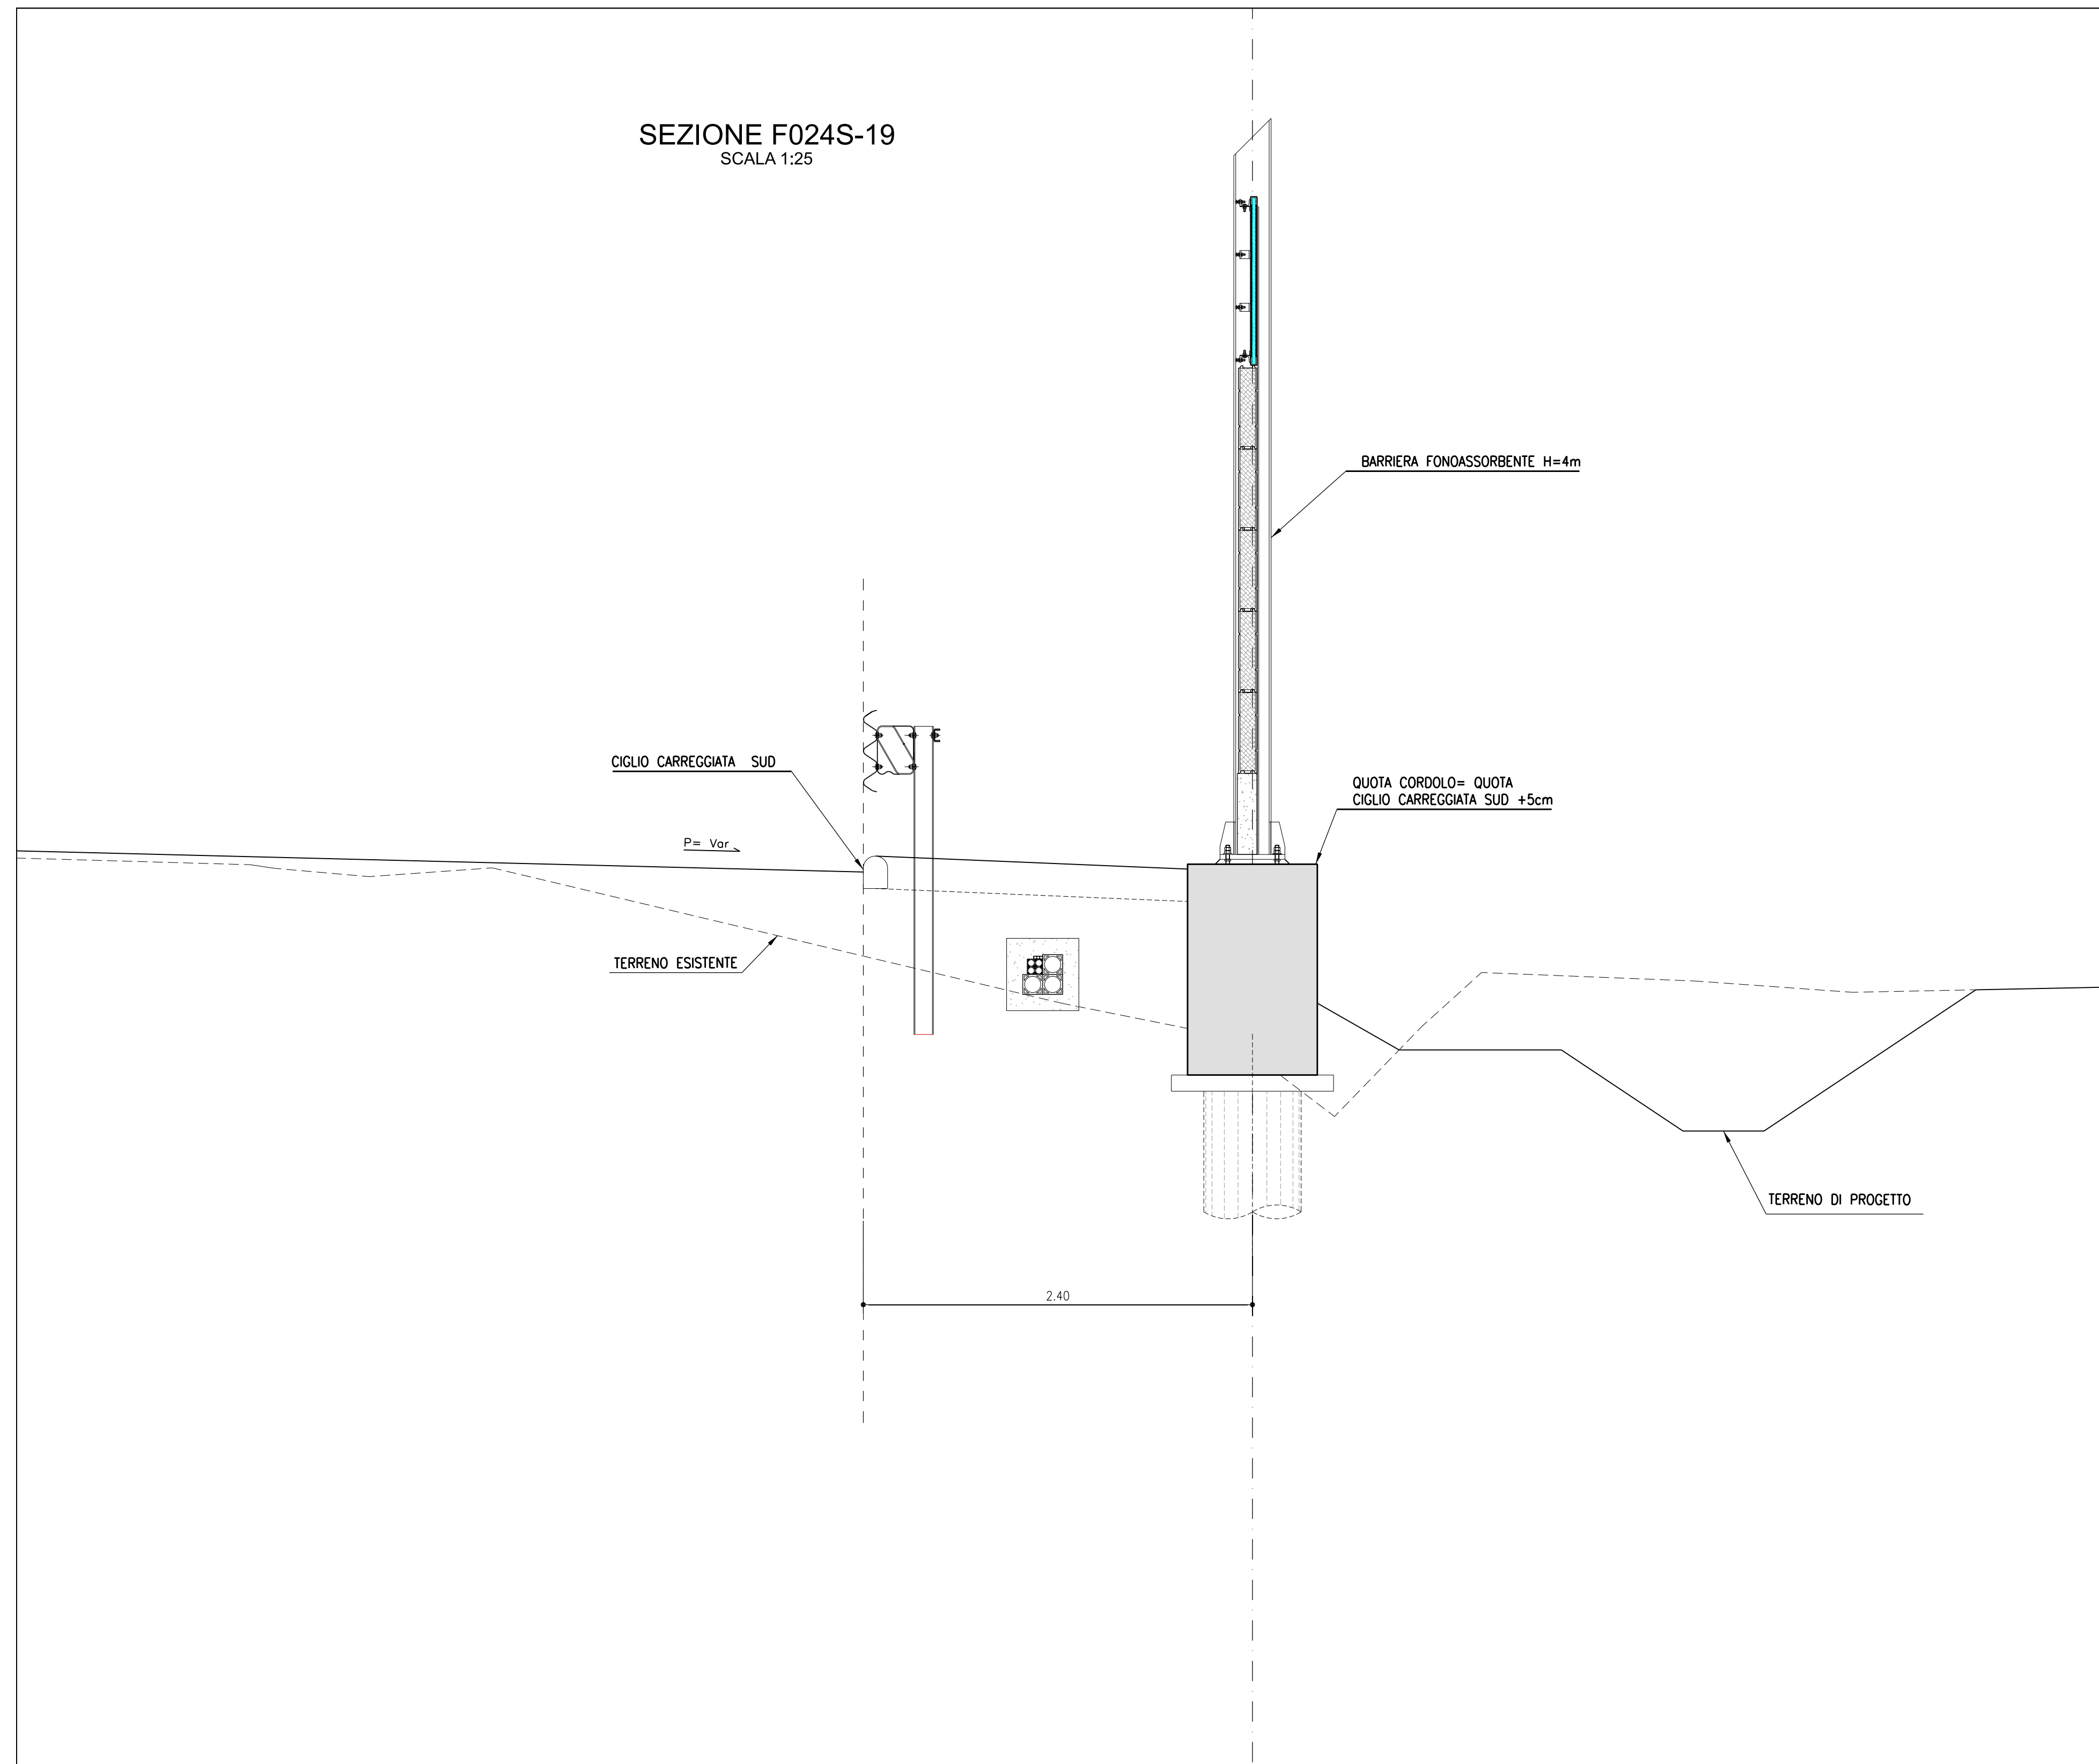 SEZIONE F024S-19
SCALA 1:25
BARRIERA FONOASSORBENTE H=4m
CIGLIO CARREGGIATA SUD
QUOTA CORDOLO= QUOTA
CIGLIO CARREGGIATA SUD +5cm
P= Var
TERRENO ESISTENTE
TERRENO DI PROGETTO
2.40